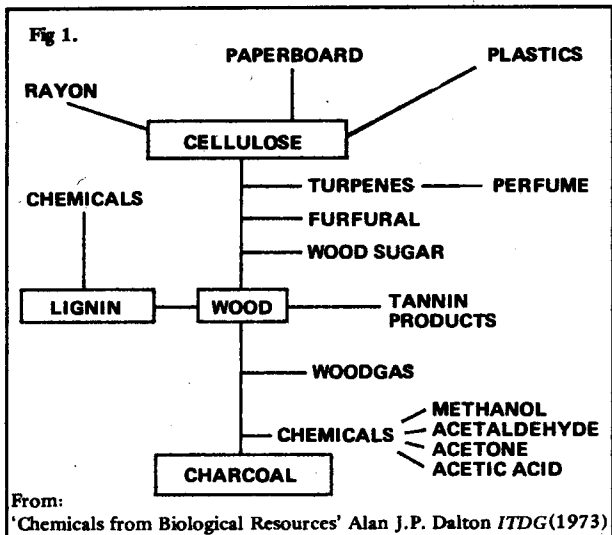 Fig 1.
PAPERBOARD
PLASTICS
RAYON
CELLULOSE
CHEMICALS
TURPENES
PERFUME
FURFURAL
WOOD SUGAR
LIGNIN
WOOD
TANNIN
PRODUCTS
WOODGAS
CHEMICALS
METHANOL
ACETALDEHYDE
ACETONE
ACETIC ACID
CHARCOAL
From:
'Chemicals from Biological Resources' Alan J.P. Dalton ITDG(1973)